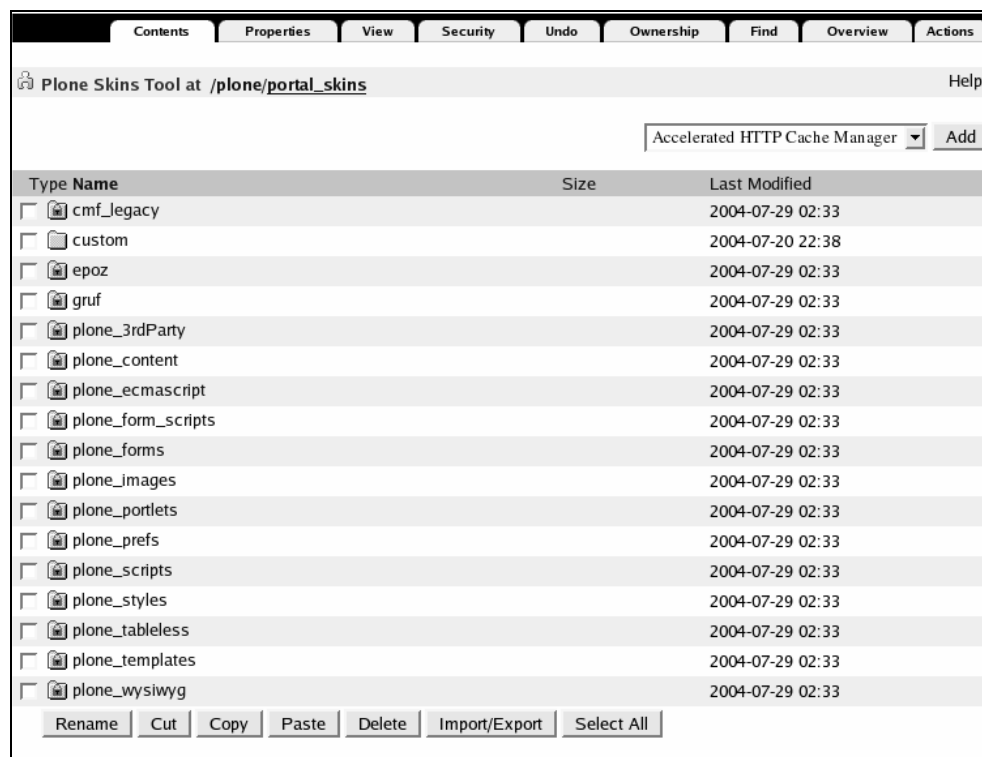 Contents Properties View Security Undo Ownership Find Overview Actions
Plone Skins Tool at /plone/portal_skins Help
Accelerated HTTP Cache Manager Add
Type Name Size Last Modified
cmf_legacy 2004-07-29 02:33
custom 2004-07-20 22:38
epoz 2004-07-29 02:33
gruf 2004-07-29 02:33
plone_3rdParty 2004-07-29 02:33
plone_content 2004-07-29 02:33
plone_ecmascript 2004-07-29 02:33
plone_form_scripts 2004-07-29 02:33
plone_forms 2004-07-29 02:33
plone_images 2004-07-29 02:33
plone_portlets 2004-07-29 02:33
plone_prefs 2004-07-29 02:33
plone_scripts 2004-07-29 02:33
plone_styles 2004-07-29 02:33
plone_tableless 2004-07-29 02:33
plone_templates 2004-07-29 02:33
plone_wysiwyg 2004-07-29 02:33
Rename Cut Copy Paste Delete Import/Export Select All